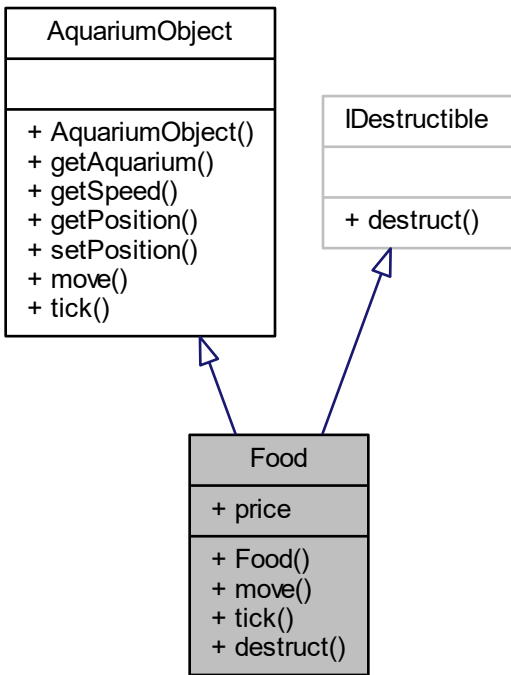 AquariumObject
+ AquariumObject()
+ getAquarium()
+ getSpeed()
+ getPosition()
+ setPosition()
+ move()
+ tick()
IDestructible
+ destruct()
Food
+ price
+ Food()
+ move()
+ tick()
+ destruct()